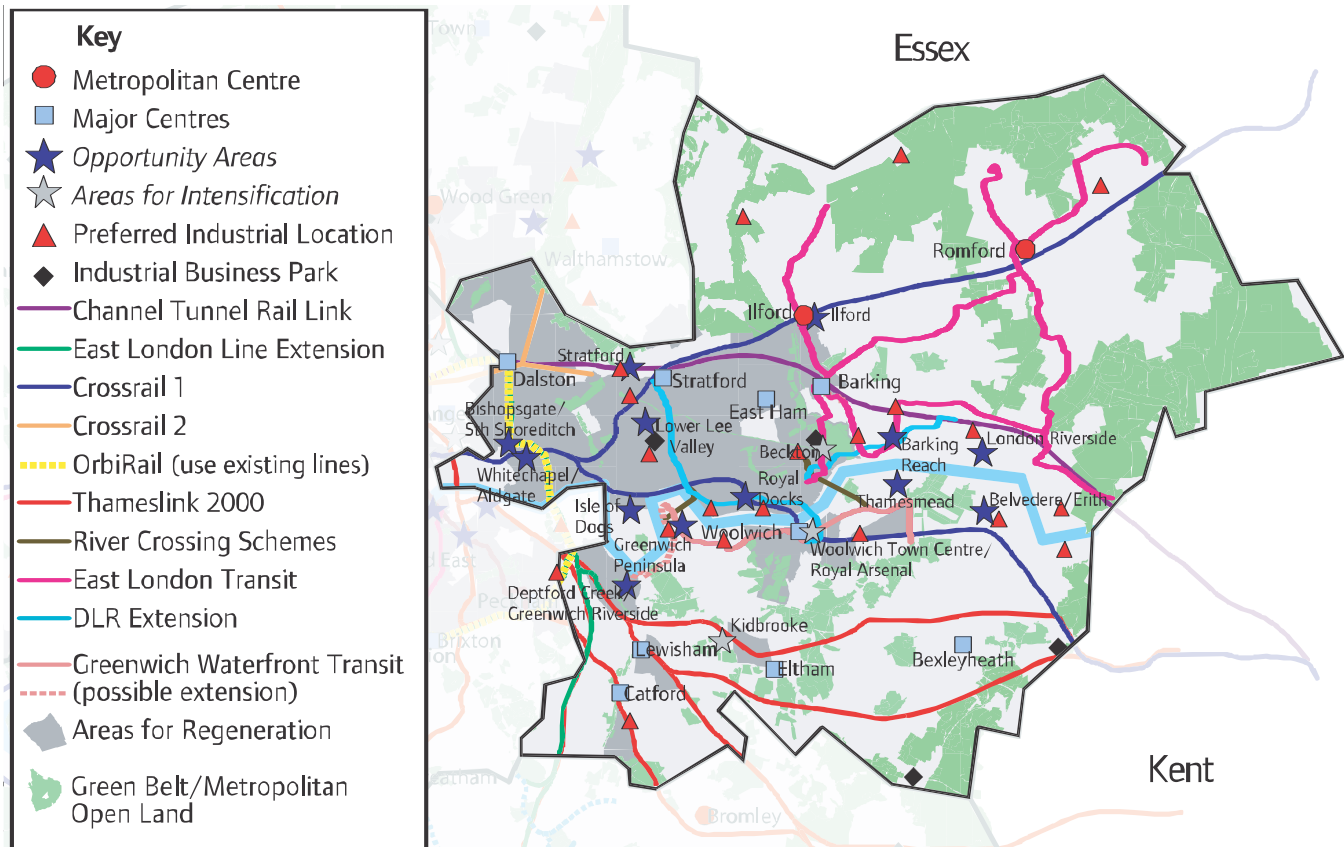 Key
Metropolitan Centre
Major Centres
Opportunity Areas
Areas for Intensification
Preferred Industrial Location
Industrial Business Park
Channel Tunnel Rail Link
East London Line Extension
Crossrail 1
Crossrail 2
OrbiRail (use existing lines)
Thameslink 2000
River Crossing Schemes
East London Transit
DLR Extension
Greenwich Waterfront Transit
(possible extension)
Areas for Regeneration
Green Belt/Metropolitan
Open Land
Town
Essex
Wood Green
Walthamstow
Romford
Ilford
Ilford
Stratford
Dalston
Stratford
Barking
East Ham
Bishopsgate/
Sth Shoreditch
Lower Lee
Valley
Beckton
Barking
Reach
London Riverside
Whitechapel/
Aldgate
Royal
Docks
Thamesmead
Belvedere/Erith
Isle of
Dogs
Woolwich
Greenwich
Peninsula
Woolwich Town Centre/
Royal Arsenal
Deptford Creek/
Greenwich Riverside
Kidbrooke
Lewisham
Eltham
Bexleyheath
Catford
Brixton
Kent
Bromley